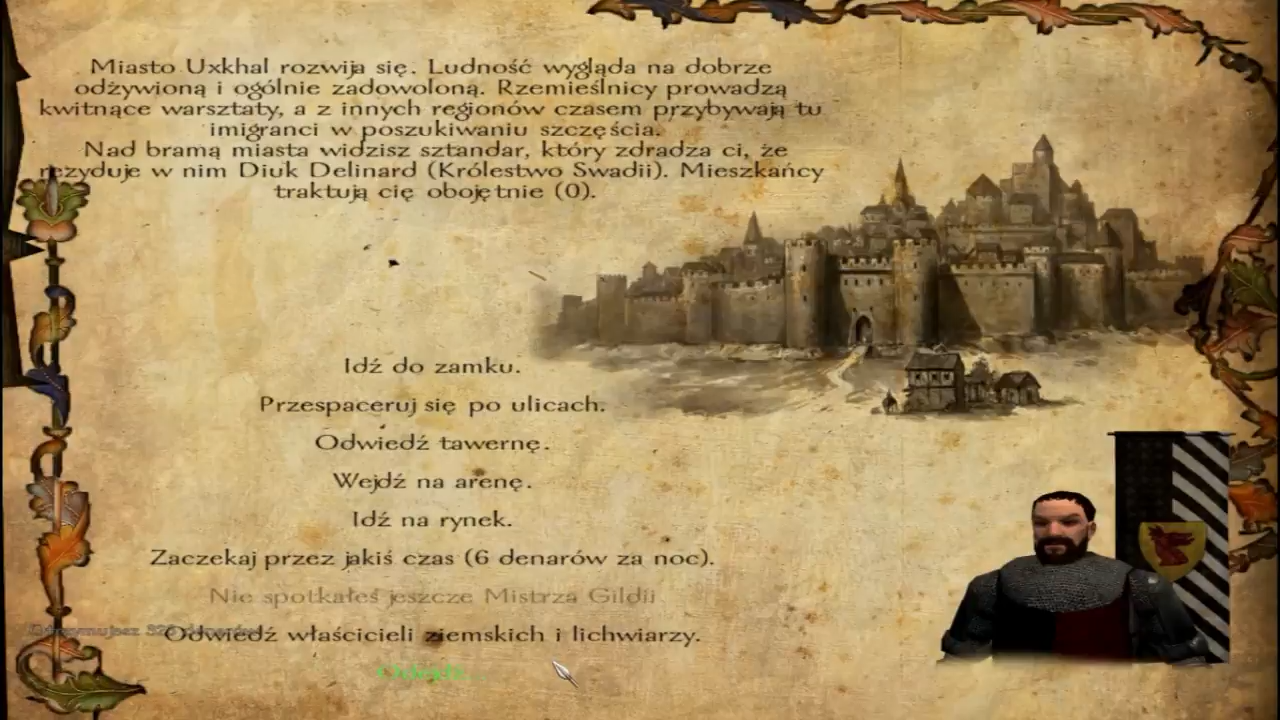 Miasto Uxkhal rozwija się. Ludność wygląda na dobrze
odżywioną i ogólnie zadowoloną. Rzemieślnicy prowadzą
kwitnące warsztaty, a z innych regionów czasem przybywają tu
imigranci w poszukiwaniu szczęścia.
Nad bramą miasta widzisz sztandar, który zdradza ci, że
rezyduje w nim Diuk Delinard (Królestwo Swadii). Mieszkańcy
traktują cię obojętnie (0).
Idź do zamku.
Przespaceruj się po ulicach.
Odwiedź tawernę.
Wejdź na arenę.
Idź na rynek.
Zaczekaj przez jakiś czas (6 denarów za noc).
Nie spotkałeś jeszcze Mistrza Gildii.
Odwiedź właścicieli ziemskich i lichwiarzy.
Odejdź...